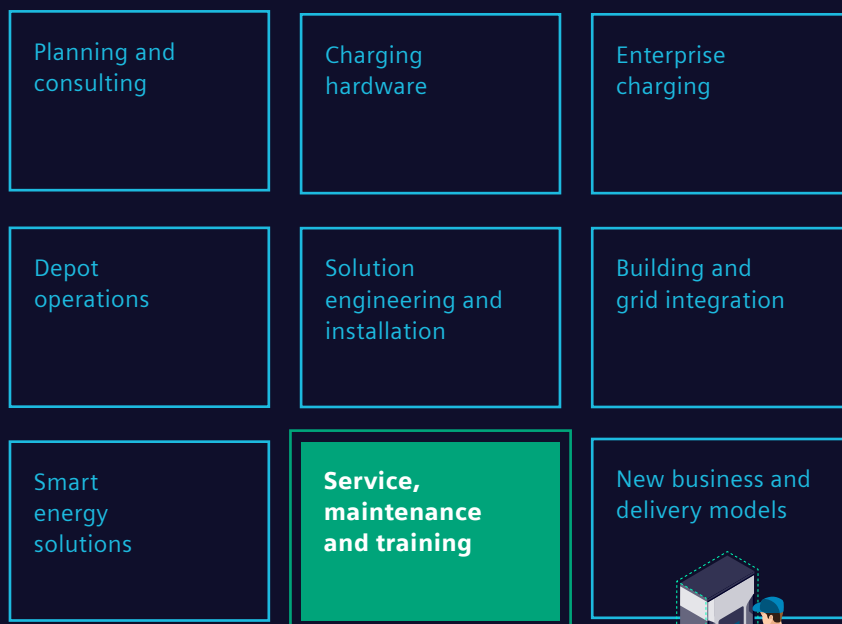 Planning and
consulting
Charging
hardware
Enterprise
charging
Depot
operations
Solution
engineering and
installation
Building and
grid integration
Smart
energy
solutions
Service,
maintenance
and training
New business and
delivery models